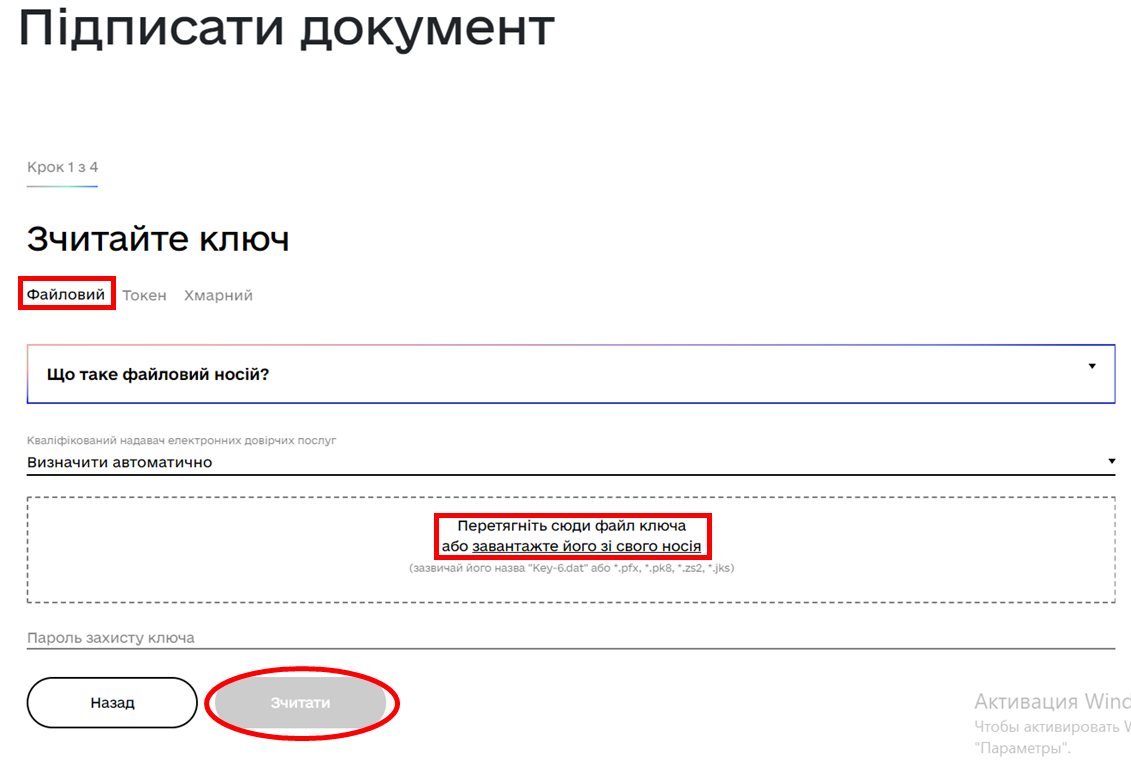 Підписати документ
Крок 1 з 4
Зчитайте ключ
Файловий Токен Хмарний
Що таке файловий носій?
Кваліфікований надавач електронних довірчих послуг
Визначити автоматично
Перетягніть сюди файл ключа
або завантажте його зі свого носія
(зазвичай його назва "Key-6.dat" або *.pfx, *.pk8, *.zs2, *.jks)
Пароль захисту ключа
Назад Зчитати
Активация Wind
Чтобы активировать W
"Параметры".